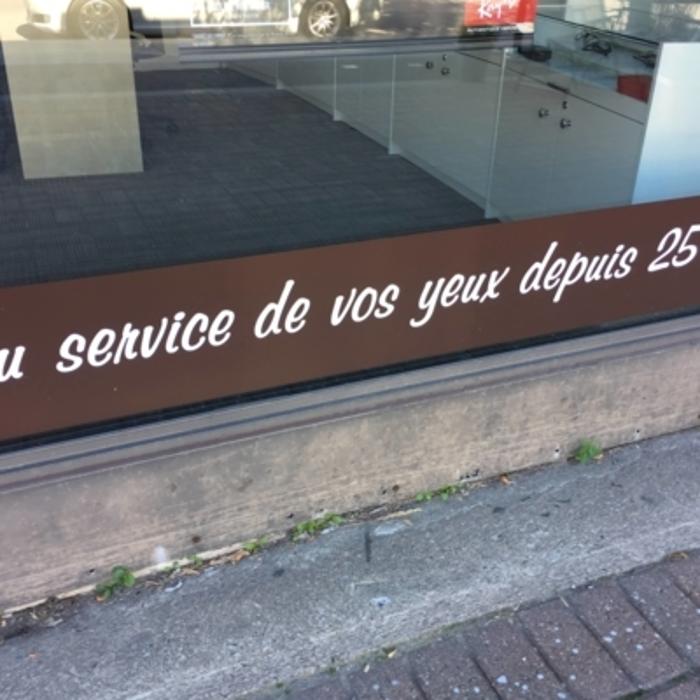 u service de vos yeux depuis 25